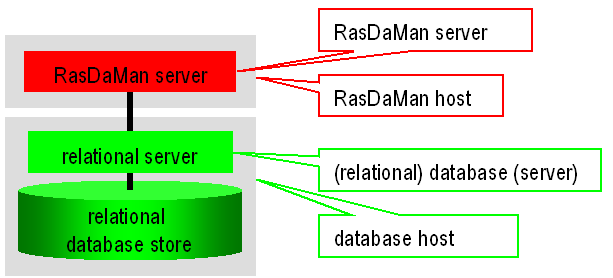 RasDaMan server
RasDaMan server
RasDaMan host
relational server
(relational) database (server)
relational
database store
database host